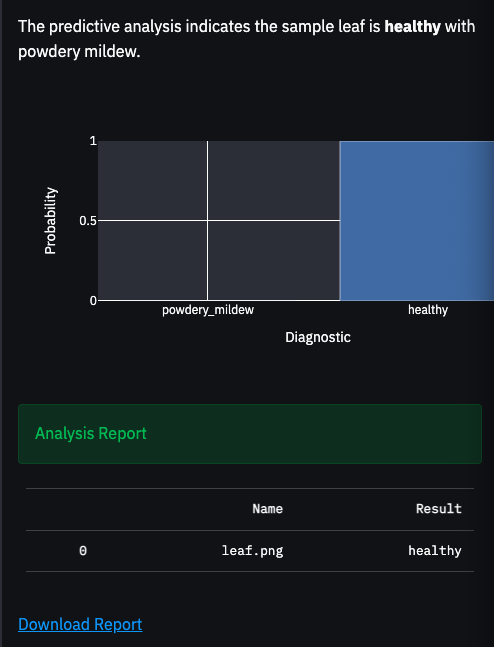 The predictive analysis indicates the sample leaf is healthy with
powdery mildew.
1
0.5
0
Probability
powdery_mildew healthy
Diagnostic
Analysis Report
Name Result
0 leaf.png healthy
Download Report